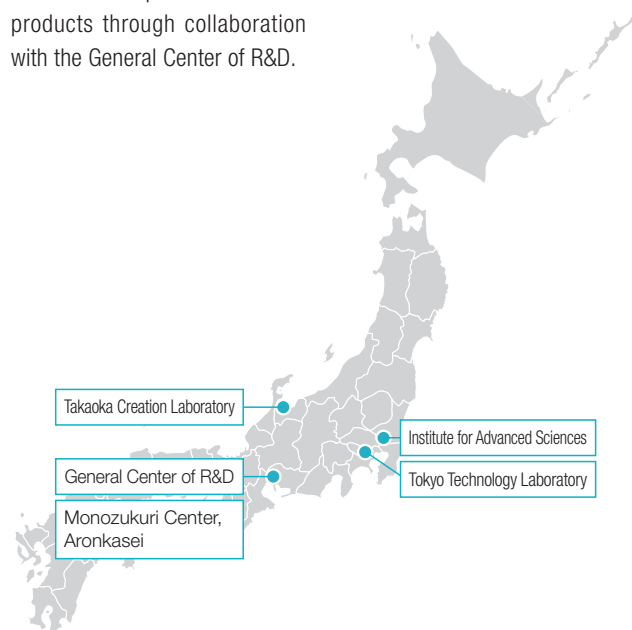 products through collaboration
with the General Center of R&D.
Takaoka Creation Laboratory
Institute for Advanced Sciences
General Center of R&D
Tokyo Technology Laboratory
Monozukuri Center,
Aronkasei